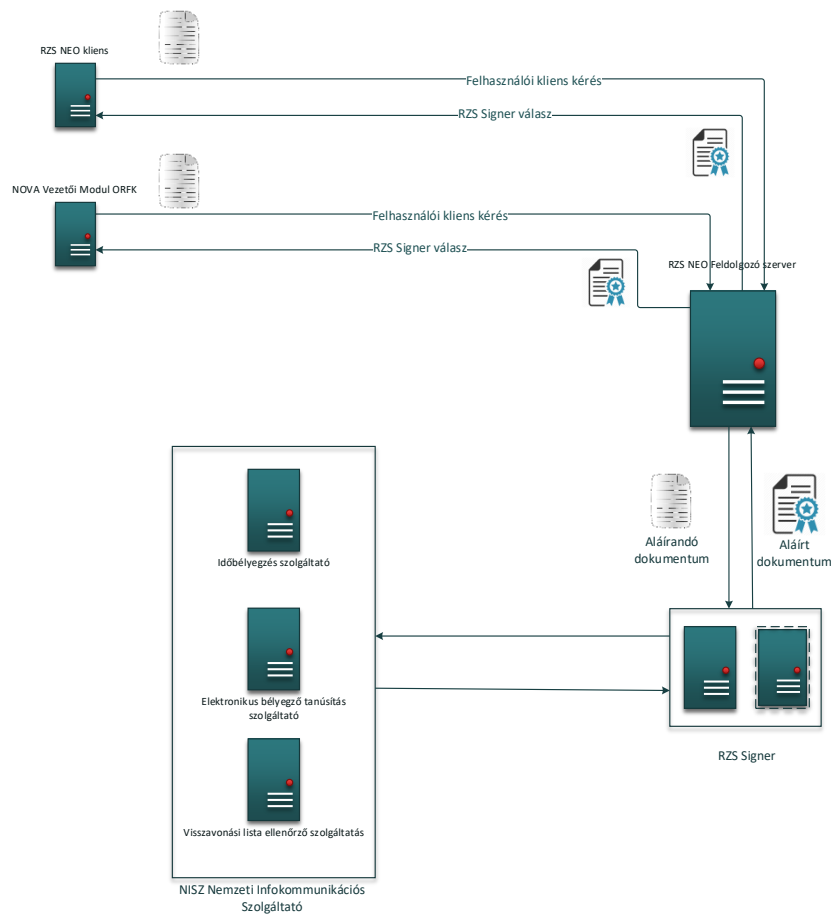 RZS NEO kliens
Felhasználói kliens kérés
RZS Signer válasz
NOVA Vezetői Modul ORFK
Felhasználói kliens kérés
RZS Signer válasz
RZS NEO Feldolgozó szerver
Aláírandó
dokumentum
Aláírt
dokumentum
Időbélyegzés szolgáltató
Elektronikus bélyegző tanúsítás
szolgáltató
RZS Signer
Visszavonási lista ellenőrző szolgáltatás
NISZ Nemzeti Infokommunikációs
Szolgáltató